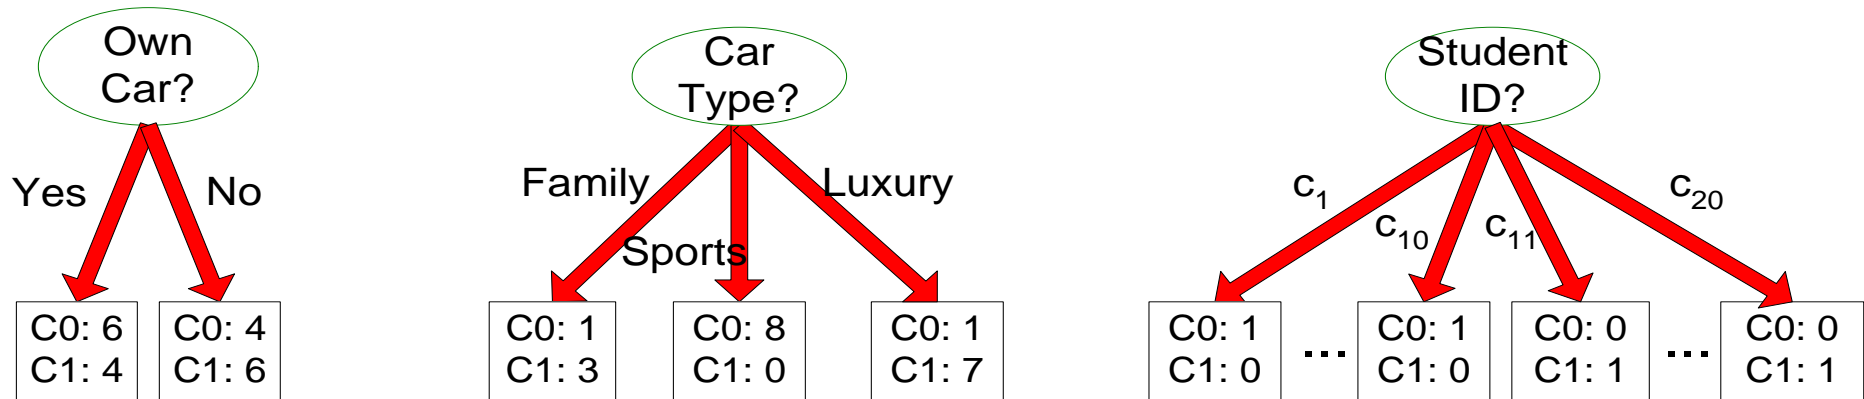 Own
Car?
Yes
No
C0: 6
C1: 4
C0: 4
C1: 6
Car
Type?
Family
Sports
Luxury
C0: 1
C1: 3
C0: 8
C1: 0
C0: 1
C1: 7
Student
ID?
c1
c10
c11
c20
C0: 1
C1: 0
...
C0: 1
C1: 0
C0: 0
C1: 1
...
C0: 0
C1: 1